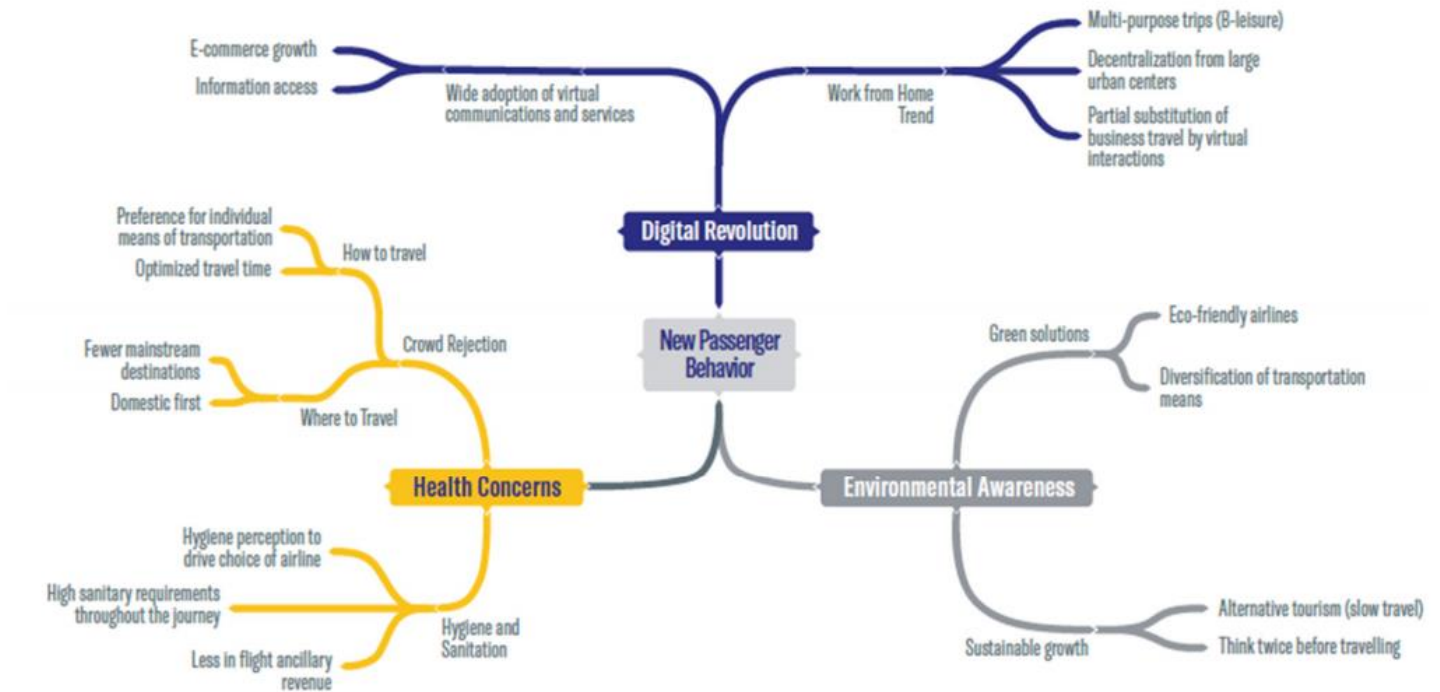 E-commerce growth
Information access
Wide adoption of virtual
communications and services
Work from Home
Trend
Multi-purpose trips (B-leisure)
Decentralization from large
urban centers
Partial substitution of
business travel by virtual
interactions
Digital Revolution
New Passenger
Behavior
Preference for individual
means of transportation
Optimized travel time
How to travel
Crowd Rejection
Fewer mainstream
destinations
Domestic first
Where to Travel
Health Concerns
Hygiene perception to
drive choice of airline
High sanitary requirements
throughout the journey
Less in flight ancillary
revenue
Hygiene and
Sanitation
Green solutions
Eco-friendly airlines
Diversification of transportation
means
Environmental Awareness
Sustainable growth
Alternative tourism (slow travel)
Think twice before travelling